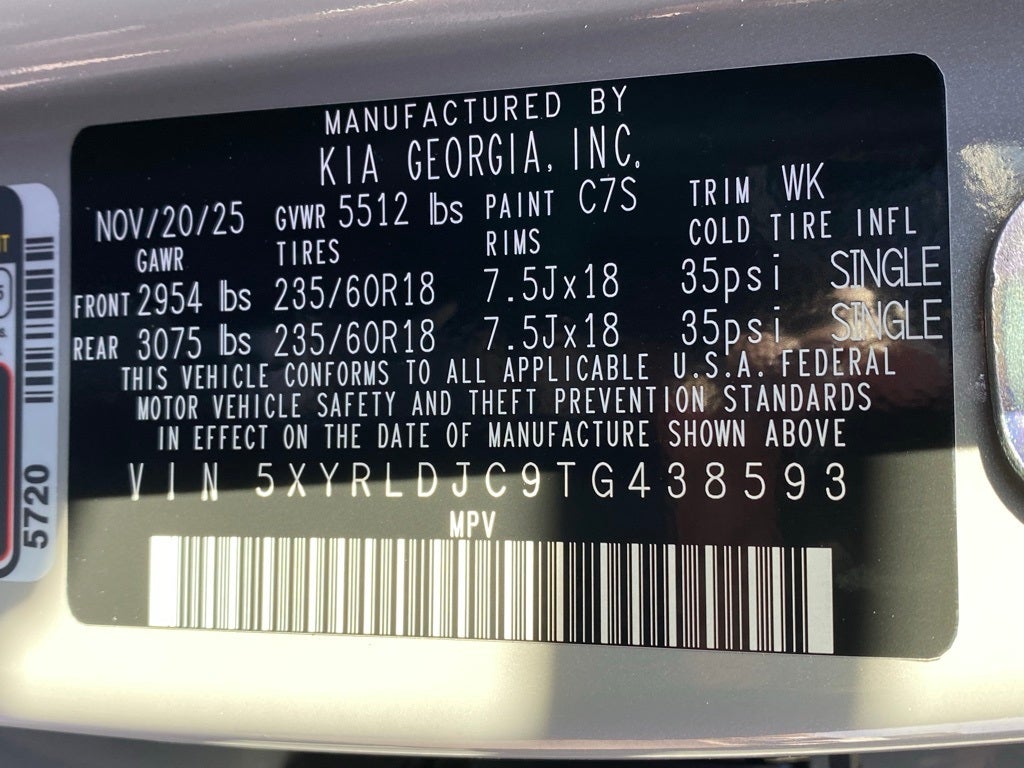 MANUFACTURED BY
KIA GEORGIA, INC.
NOV/20/25 GVWR 5512 lbs PAINT C7S TRIM WK
GAWR TIRES RIMS COLD TIRE INFL
FRONT 2954 lbs 235/60R18 7.5Jx18 35psi SINGLE
REAR 3075 lbs 235/60R18 7.5Jx18 35psi SINGLE
THIS VEHICLE CONFORMS TO ALL APPLICABLE U.S.A. FEDERAL
MOTOR VEHICLE SAFETY AND THEFT PREVENTION STANDARDS
IN EFFECT ON THE DATE OF MANUFACTURE SHOWN ABOVE
VIN 5XYRLDJC9TG438593
MPV
5720